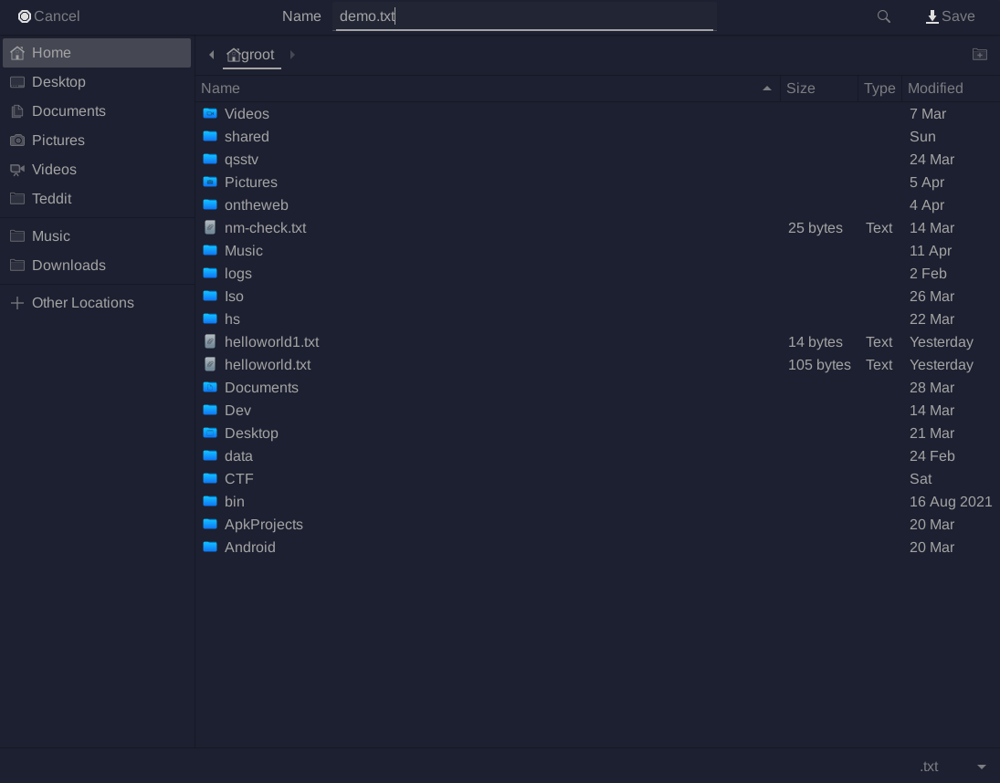 Cancel Name demo.txt Save
Home
Desktop
Documents
Pictures
Videos
Teddit
Music
Downloads
Other Locations
groot
Name Size Type Modified
Videos 7 Mar
shared Sun
qsstv 24 Mar
Pictures 5 Apr
ontheweb 4 Apr
nm-check.txt 25 bytes Text 14 Mar
Music 11 Apr
logs 2 Feb
Iso 26 Mar
hs 22 Mar
helloworld1.txt 14 bytes Text Yesterday
helloworld.txt 105 bytes Text Yesterday
Documents 28 Mar
Dev 14 Mar
Desktop 21 Mar
data 24 Feb
CTF Sat
bin 16 Aug 2021
ApkProjects 20 Mar
Android 20 Mar
.txt